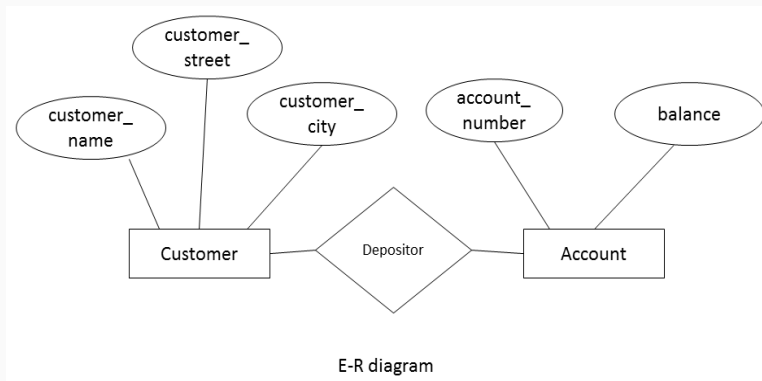 customer_
street
customer_
name
customer_
city
account_
number
balance
Customer
Depositor
Account
E-R diagram